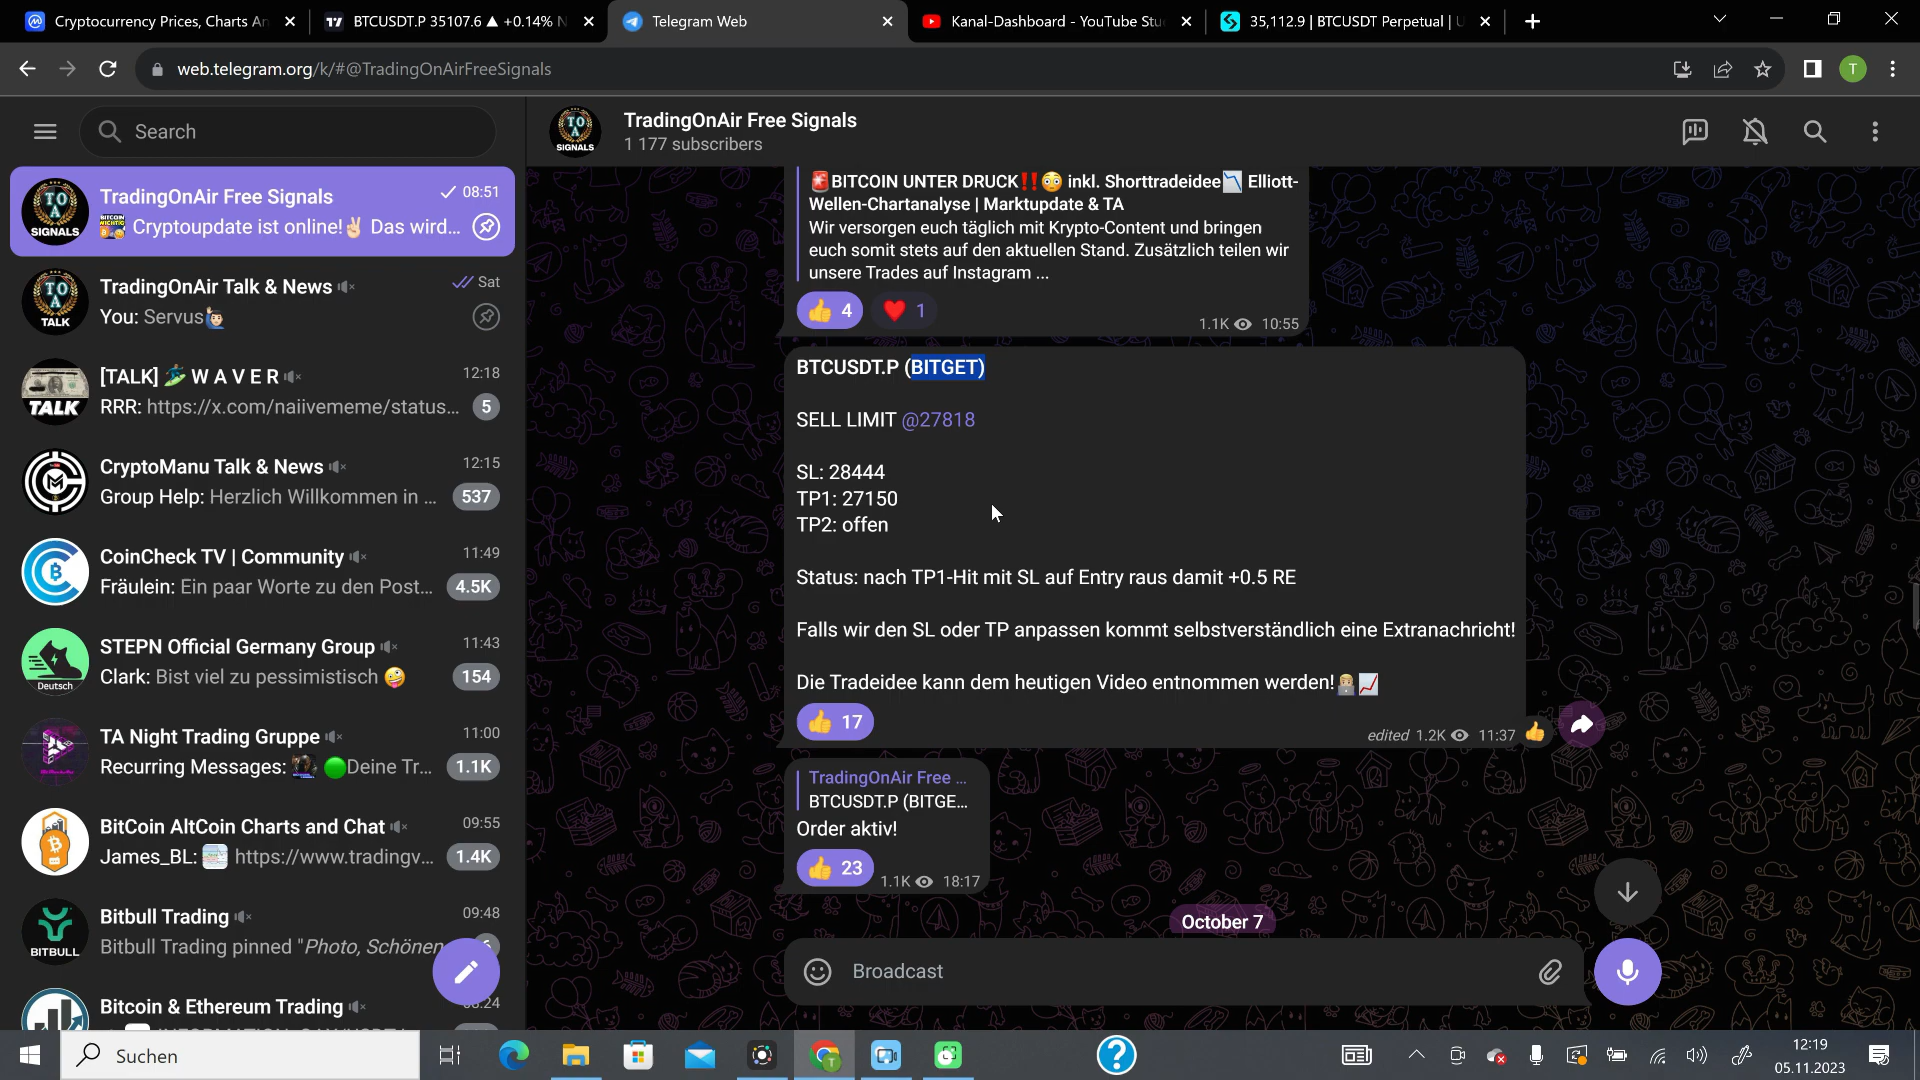 Cryptocurrency Prices, Charts An
BTCUSDT.P 35107.6 ▲ +0.14% N
Telegram Web
Kanal-Dashboard - YouTube Stu
35,112.9 | BTCUSDT Perpetual | U
web.telegram.org/k/#@TradingOnAirFreeSignals
T
Search
TradingOnAir Free Signals
1 177 subscribers
TradingOnAir Free Signals
08:51
Cryptoupdate ist online!✌🏻 Das wird...
TradingOnAir Talk & News
Sat
You: Servus🙋🏻‍♂️
[TALK] 🏄 W A V E R
12:18
RRR: https://x.com/naiivememe/status...
5
CryptoManu Talk & News
12:15
Group Help: Herzlich Willkommen in ...
537
CoinCheck TV | Community
11:49
Fräulein: Ein paar Worte zu den Post...
4.5K
STEPN Official Germany Group
11:43
Clark: Bist viel zu pessimistisch 🤪
154
TA Night Trading Gruppe
11:00
Recurring Messages: 🟢Deine Tr...
1.1K
BitCoin AltCoin Charts and Chat
09:55
James_BL: https://www.tradingv...
1.4K
Bitbull Trading
09:48
Bitbull Trading pinned "Photo, Schönen
Bitcoin & Ethereum Trading
TOA
SIGNALS
TOA
TALK
TALK
Deutsch
BITBULL
TOA
SIGNALS
🚨BITCOIN UNTER DRUCK‼️😳 inkl. Shorttradeidee📉 Elliott-
Wellen-Chartanalyse | Marktupdate & TA
Wir versorgen euch täglich mit Krypto-Content und bringen
euch somit stets auf den aktuellen Stand. Zusätzlich teilen wir
unsere Trades auf Instagram ...
👍 4 ❤️ 1
1.1K 10:55
BTCUSDT.P (BITGET)
SELL LIMIT @27818
SL: 28444
TP1: 27150
TP2: offen
Status: nach TP1-Hit mit SL auf Entry raus damit +0.5 RE
Falls wir den SL oder TP anpassen kommt selbstverständlich eine Extranachricht!
Die Tradeidee kann dem heutigen Video entnommen werden!👨🏼‍💻📈
👍 17
edited 1.2K 11:37 👍
TradingOnAir Free ...
BTCUSDT.P (BITGE...
Order aktiv!
👍 23
1.1K 18:17
October 7
Broadcast
Suchen
12:19
05.11.2023